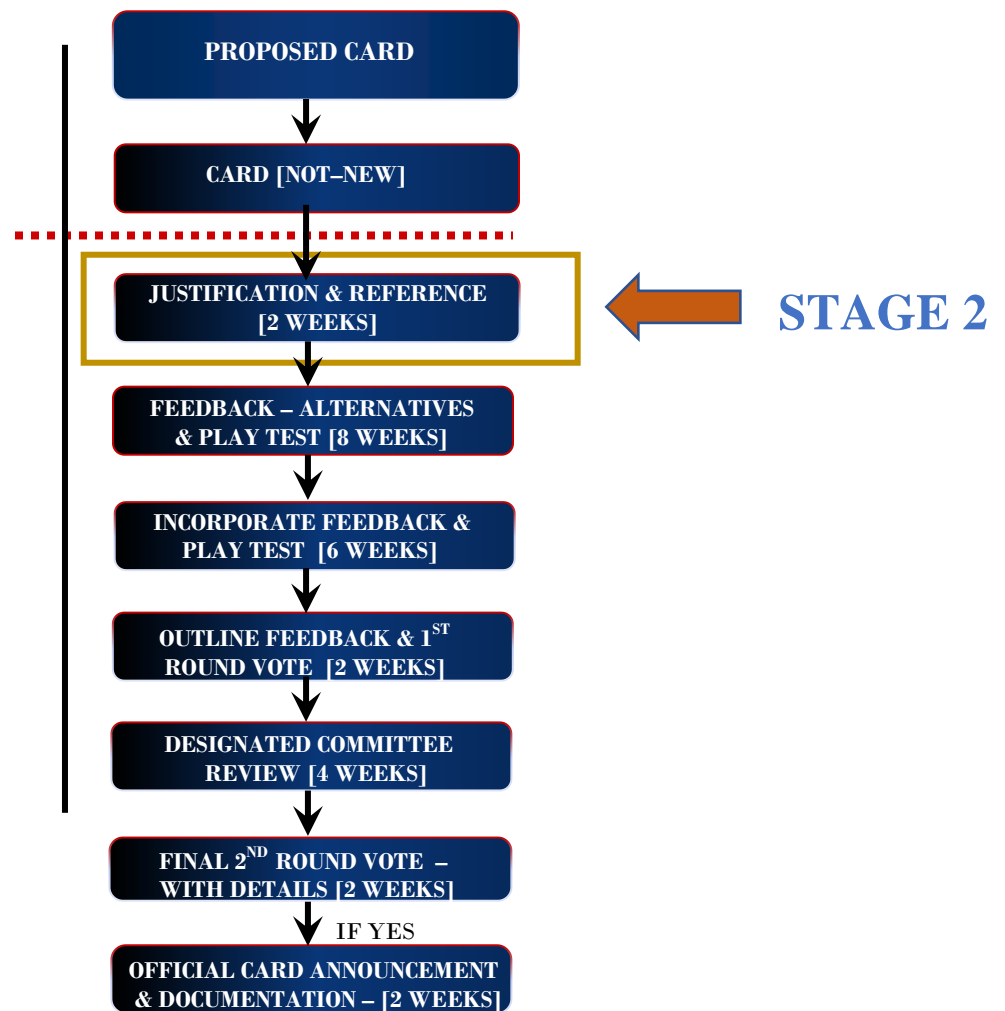 PROPOSED CARD
CARD [NOT–NEW]
JUSTIFICATION & REFERENCE
[2 WEEKS]
STAGE 2
FEEDBACK – ALTERNATIVES
& PLAY TEST [8 WEEKS]
INCORPORATE FEEDBACK &
PLAY TEST [6 WEEKS]
OUTLINE FEEDBACK & 1ST
ROUND VOTE [2 WEEKS]
DESIGNATED COMMITTEE
REVIEW [4 WEEKS]
FINAL 2ND ROUND VOTE –
WITH DETAILS [2 WEEKS]
IF YES
OFFICIAL CARD ANNOUNCEMENT
& DOCUMENTATION – [2 WEEKS]